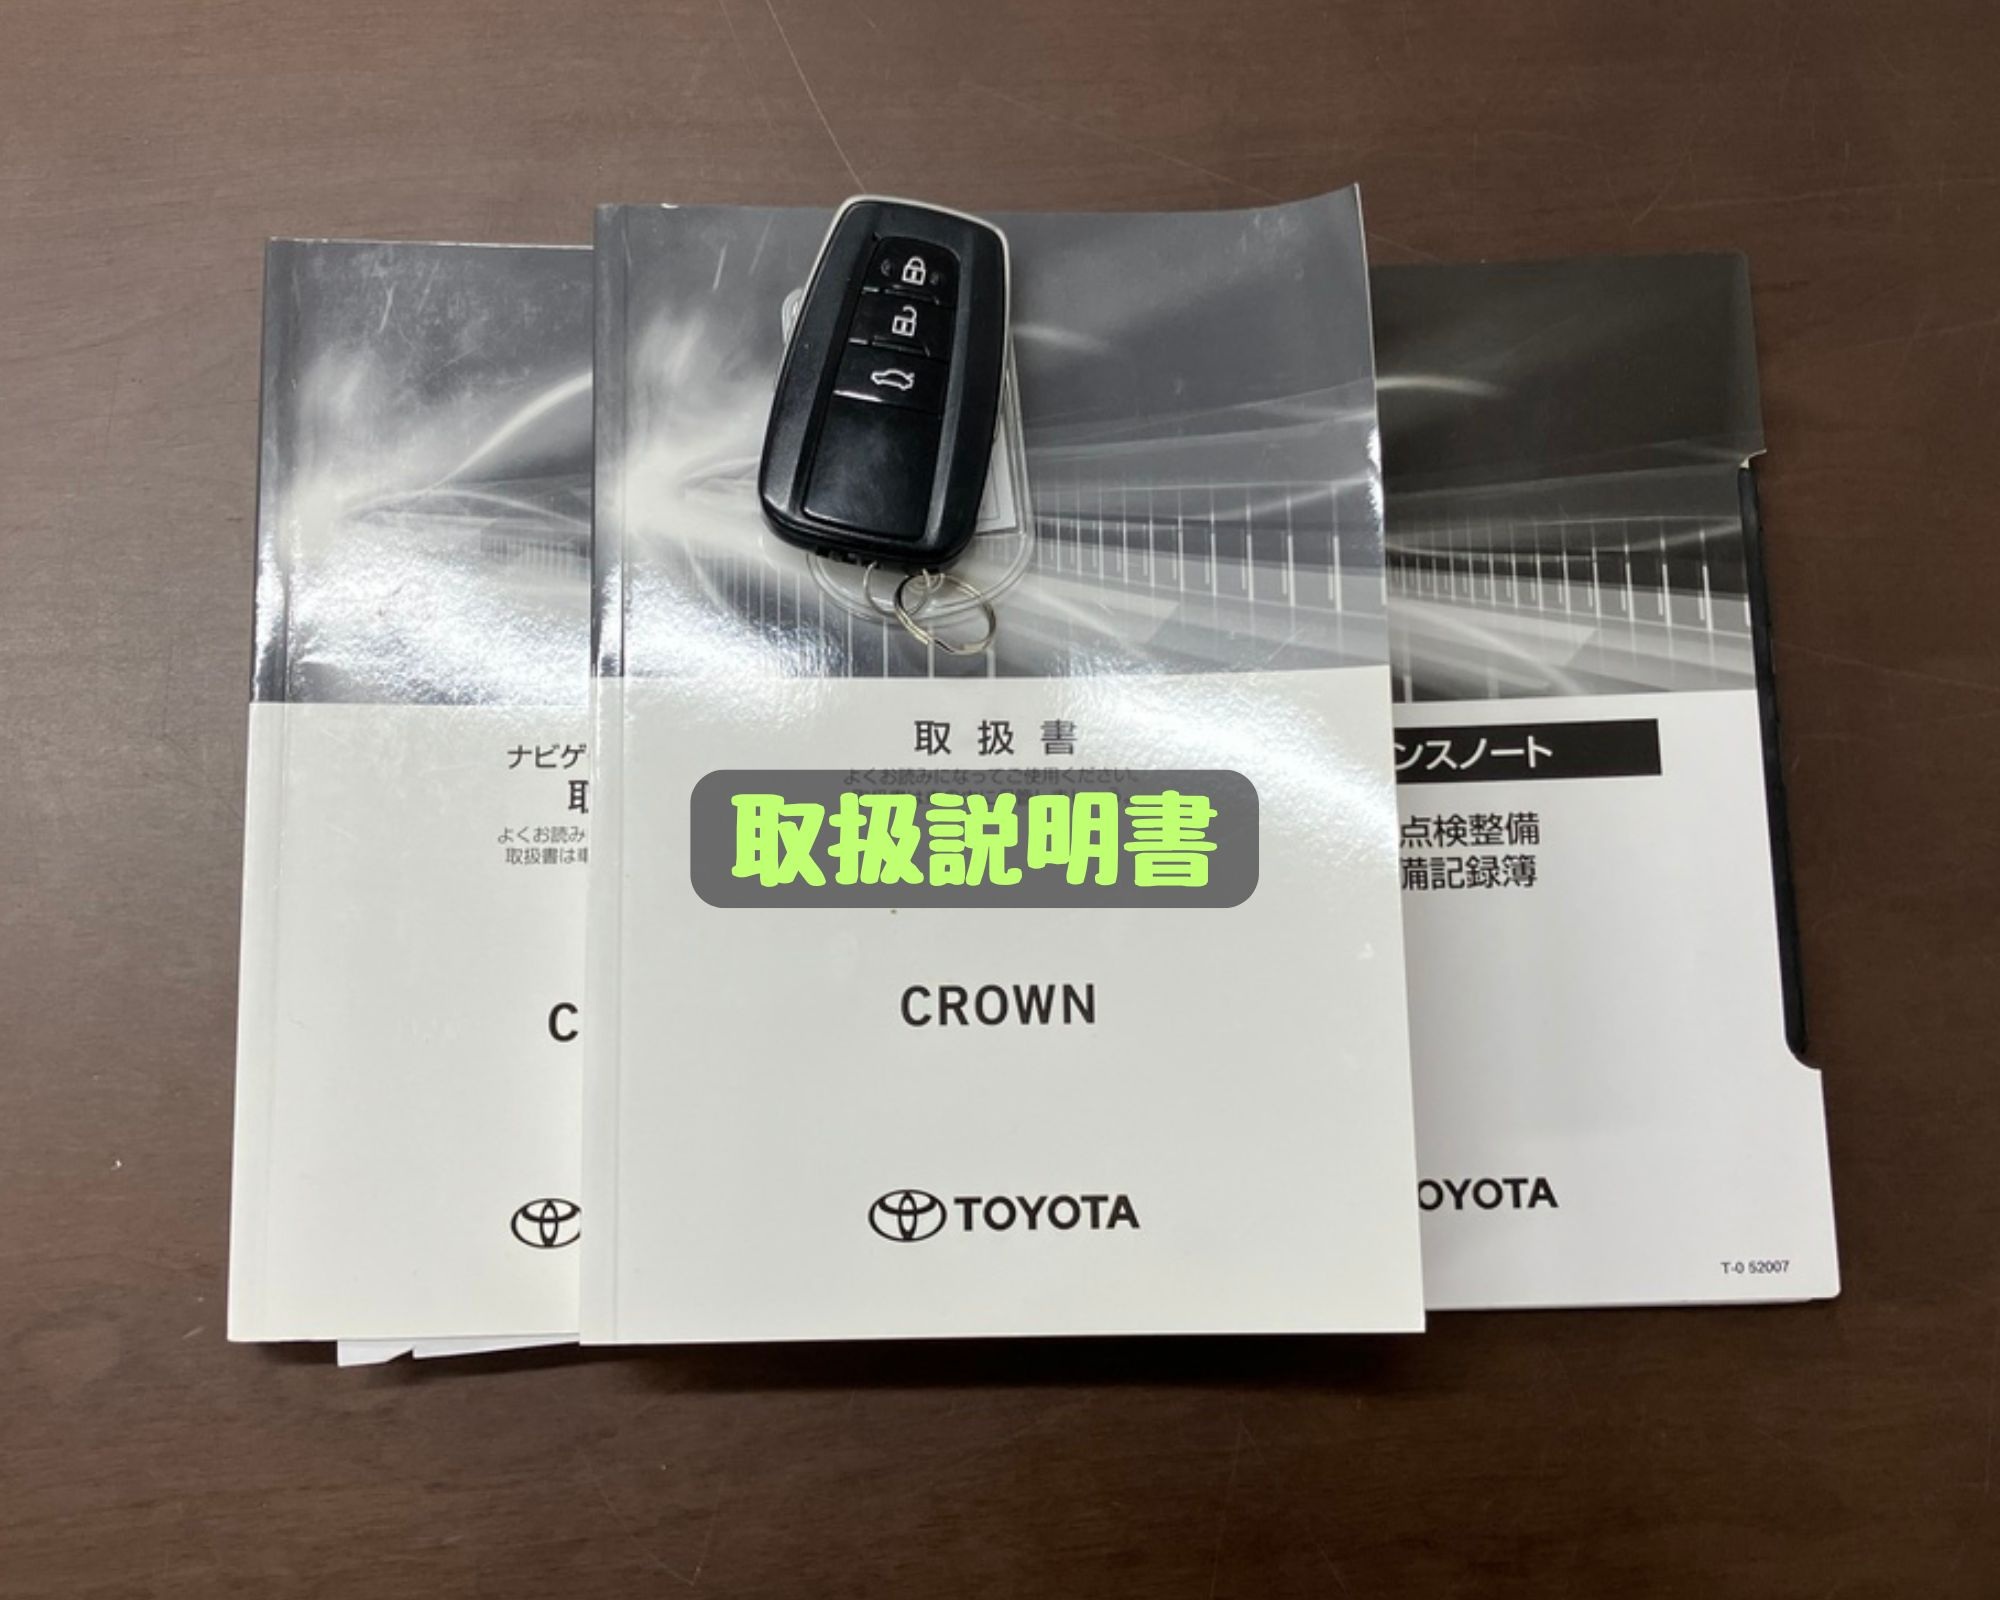 取扱書
よくお読みになってご使用ください。
取扱説明書
CROWN
TOYOTA
ナビゲ
取
よくお読み
取扱書は車
C
ンスノート
点検整備
備記録簿
OYOTA
T-0 52007